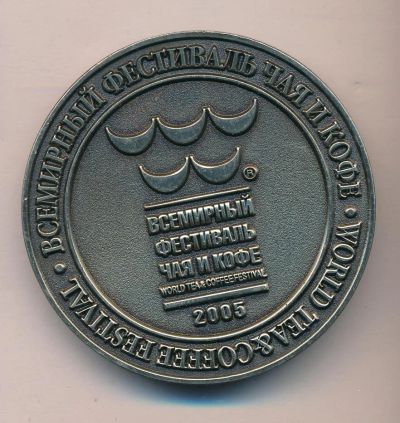 ВСЕМИРНЫЙ ФЕСТИВАЛЬ ЧАЯ И КОФЕ
• WORLD TEA&COFFEE FESTIVAL •
®
ВСЕМИРНЫЙ
ФЕСТИВАЛЬ
ЧАЯ И КОФЕ
WORLD TEA & COFFEE FESTIVAL
2005